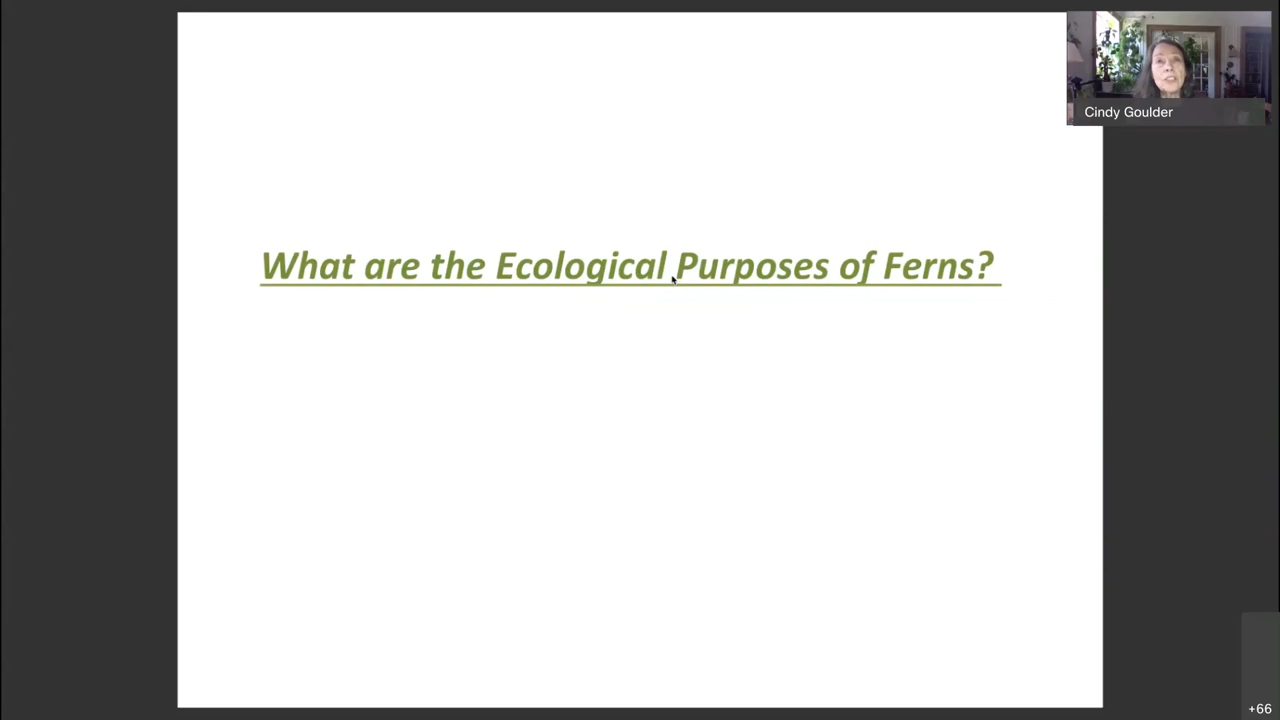 Cindy Goulder
What are the Ecological Purposes of Ferns?
+66